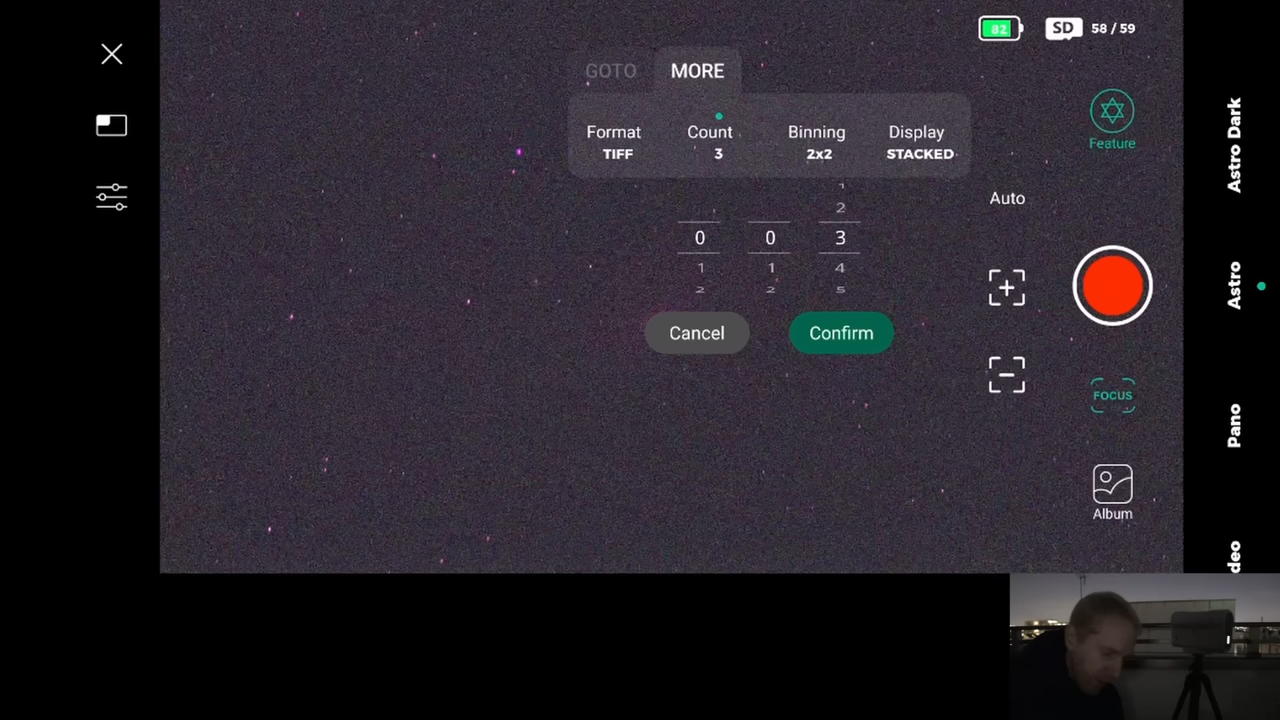 82
SD
58 / 59
GOTO
MORE
Format
Count
Binning
Display
TIFF
3
2x2
STACKED
1
2
0
0
3
1
1
4
2
2
5
Cancel
Confirm
Auto
Feature
FOCUS
Album
Astro Dark
Astro
Pano
deo